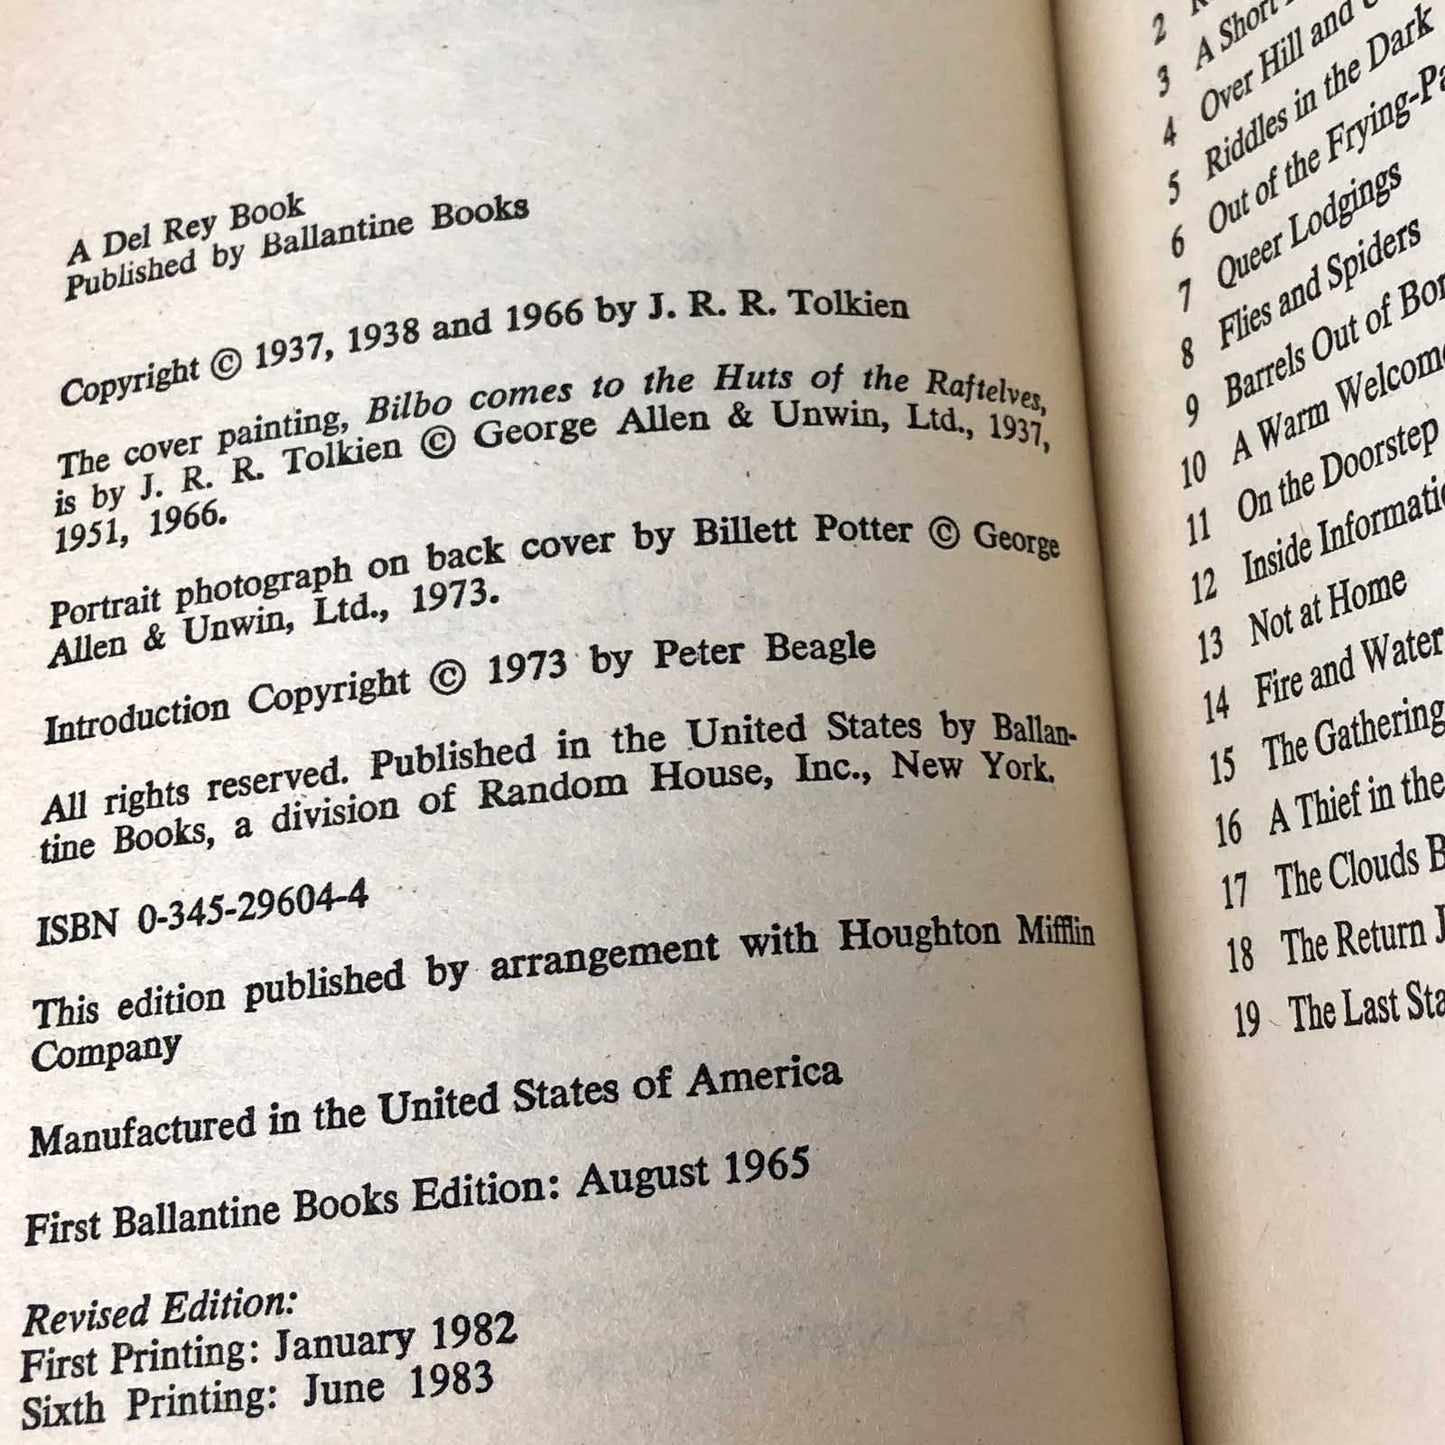 A Del Rey Book
Published by Ballantine Books
Copyright © 1937, 1938 and 1966 by J. R. R. Tolkien
The cover painting, Bilbo comes to the Huts of the Raftelves,
is by J. R. R. Tolkien © George Allen & Unwin, Ltd., 1937,
1951, 1966.
Portrait photograph on back cover by Billett Potter © George
Allen & Unwin, Ltd., 1973.
Introduction Copyright © 1973 by Peter Beagle
All rights reserved. Published in the United States by Ballan-
tine Books, a division of Random House, Inc., New York.
ISBN 0-345-29604-4
This edition published by arrangement with Houghton Mifflin
Company
Manufactured in the United States of America
First Ballantine Books Edition: August 1965
Revised Edition:
First Printing: January 1982
Sixth Printing: June 1983
2
3 A Short
4 Over Hill and
5 Riddles in the Dark
6 Out of the Frying-Pa
7 Queer Lodgings
8 Flies and Spiders
9 Barrels Out of Bon
10 A Warm Welcome
11 On the Doorstep
12 Inside Informatio
13 Not at Home
14 Fire and Water
15 The Gathering
16 A Thief in the
17 The Clouds B
18 The Return J
19 The Last Sta